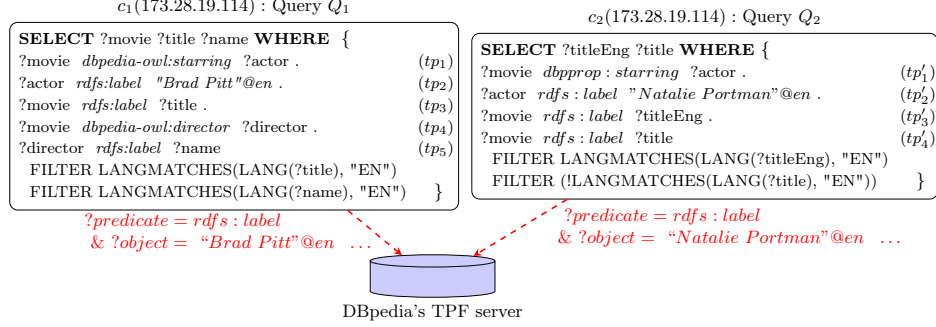 c1(173.28.19.114) : Query Q1
SELECT ?movie ?title ?name WHERE {
?movie dbpedia-owl:starring ?actor . (tp1)
?actor rdfs:label "Brad Pitt"@en . (tp2)
?movie rdfs:label ?title . (tp3)
?movie dbpedia-owl:director ?director . (tp4)
?director rdfs:label ?name (tp5)
FILTER LANGMATCHES(LANG(?title), "EN")
FILTER LANGMATCHES(LANG(?name), "EN") }
?predicate = rdfs : label
& ?object = “Brad Pitt”@en ...
c2(173.28.19.114) : Query Q2
SELECT ?titleEng ?title WHERE {
?movie dbpprop : starring ?actor . (tp′1)
?actor rdfs : label ”Natalie Portman”@en . (tp′2)
?movie rdfs : label ?titleEng . (tp′3)
?movie rdfs : label ?title (tp′4)
FILTER LANGMATCHES(LANG(?titleEng), "EN")
FILTER (!LANGMATCHES(LANG(?title), "EN")) }
?predicate = rdfs : label
& ?object = “Natalie Portman”@en ...
DBpedia's TPF server